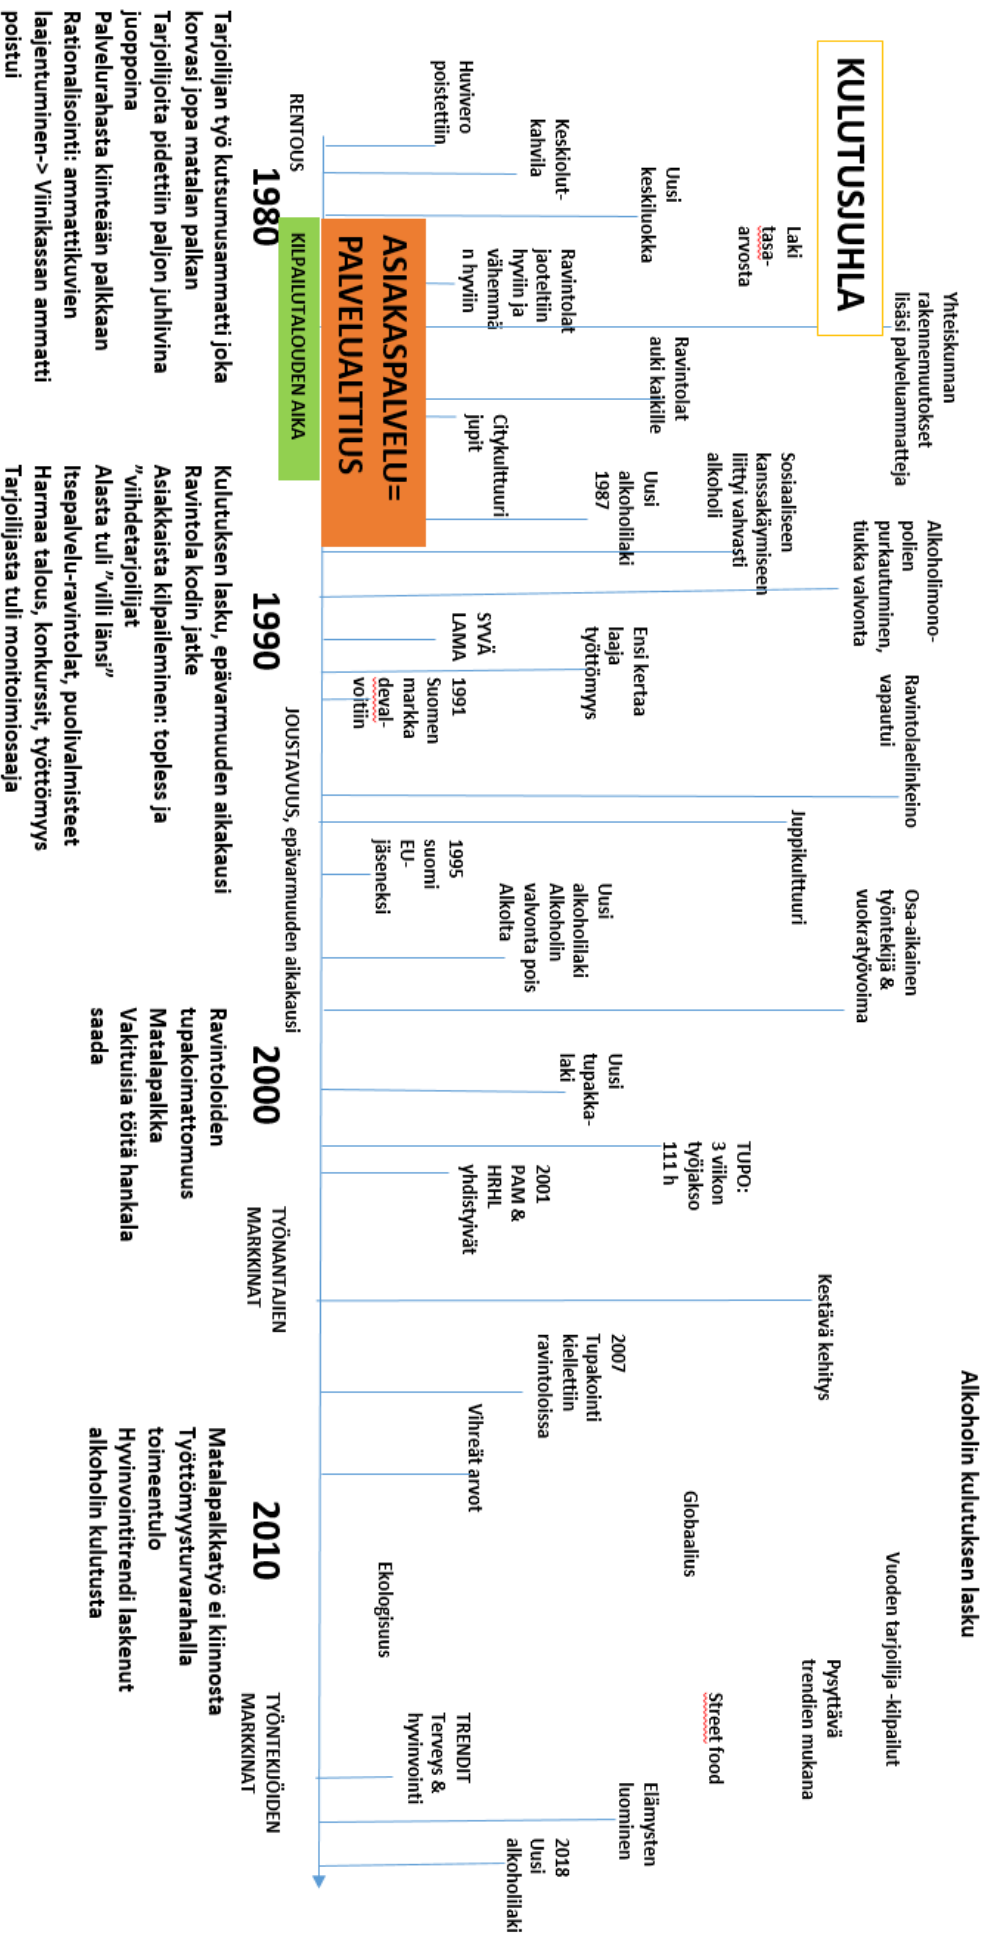 Alkoholin kulutuksen lasku
KULUTUSJUHLA
Yhteiskunnan
rakennemuutokset
lisäsi palveluammatteja
Alkoholimono-
polien
purkautuminen,
tiukka valvonta
Ravintolaelinkeino
vapautui
Osa-aikainen
työntekijä &
vuokratyövoima
Kestävä kehitys
Vuoden tarjoilija -kilpailut
Pysyttävä
trendien mukana
Laki
tasa-
arvosta
Sosiaaliseen
kanssakäymiseen
liittyi vahvasti
alkoholi
Juppikulttuuri
TUPO:
3 viikon
työjakso
111 h
Globaalius
Street food
Uusi
keskiluokka
Ravintolat
auki kaikille
Uusi
alkoholilaki
1987
Ensi kertaa
laaja
työttömyys
Uusi
alkoholilaki
Alkoholin
valvonta pois
Alkolta
Uusi
tupakka-
laki
2007
Tupakointi
kiellettiin
ravintoloissa
Elämysten
luominen
Keskiolut-
kahvila
Ravintolat
jaoteltiin
hyviin ja
vähemmä
n hyviin
Citykulttuuri
jupit
2001
PAM &
HRHL
yhdistyivät
2018
Uusi
alkoholilaki
Huvivero
poistettiin
SYVÄ
LAMA
1991
Suomen
markka
deval-
voitiin
1995
suomi
EU-
jäseneksi
Vihreät arvot
Ekologisuus
TRENDIT
Terveys &
hyvinvointi
ASIAKASPALVELU=
PALVELUALTTIUS
RENTOUS
KILPAILUTALOUDEN AIKA
JOUSTAVUUS, epävarmuuden aikakausi
1980
1990
2000
TYÖNANTAJIEN
MARKKINAT
2010
TYÖNTEKIJÖIDEN
MARKKINAT
Tarjoilijan työ kutsumusammatti joka
korvasi jopa matalan palkan
Tarjoilijoita pidettiin paljon juhlivina
juoppoina
Palvelurahasta kiinteään palkkaan
Rationalisointi: ammattikuvien
laajentuminen-> Viinikassan ammatti
poistui
Kulutuksen lasku, epävarmuuden aikakausi
Ravintola kodin jatke
Asiakkaista kilpaileminen: topless ja
"viihdetarjoilijat
Alasta tuli "villi länsi"
Itsepalvelu-ravintolat, puolivalmisteet
Harmaa talous, konkurssit, työttömyys
Tarjoilijasta tuli monitoimiosaaja
Ravintoloiden
tupakoimattomuus
Matalapalkka
Vakituisia töitä hankala
saada
Matalapalkkatyö ei kiinnosta
Työttömyysturvarahalla
toimeentulo
Hyvinvointitrendi laskenut
alkoholin kulutusta